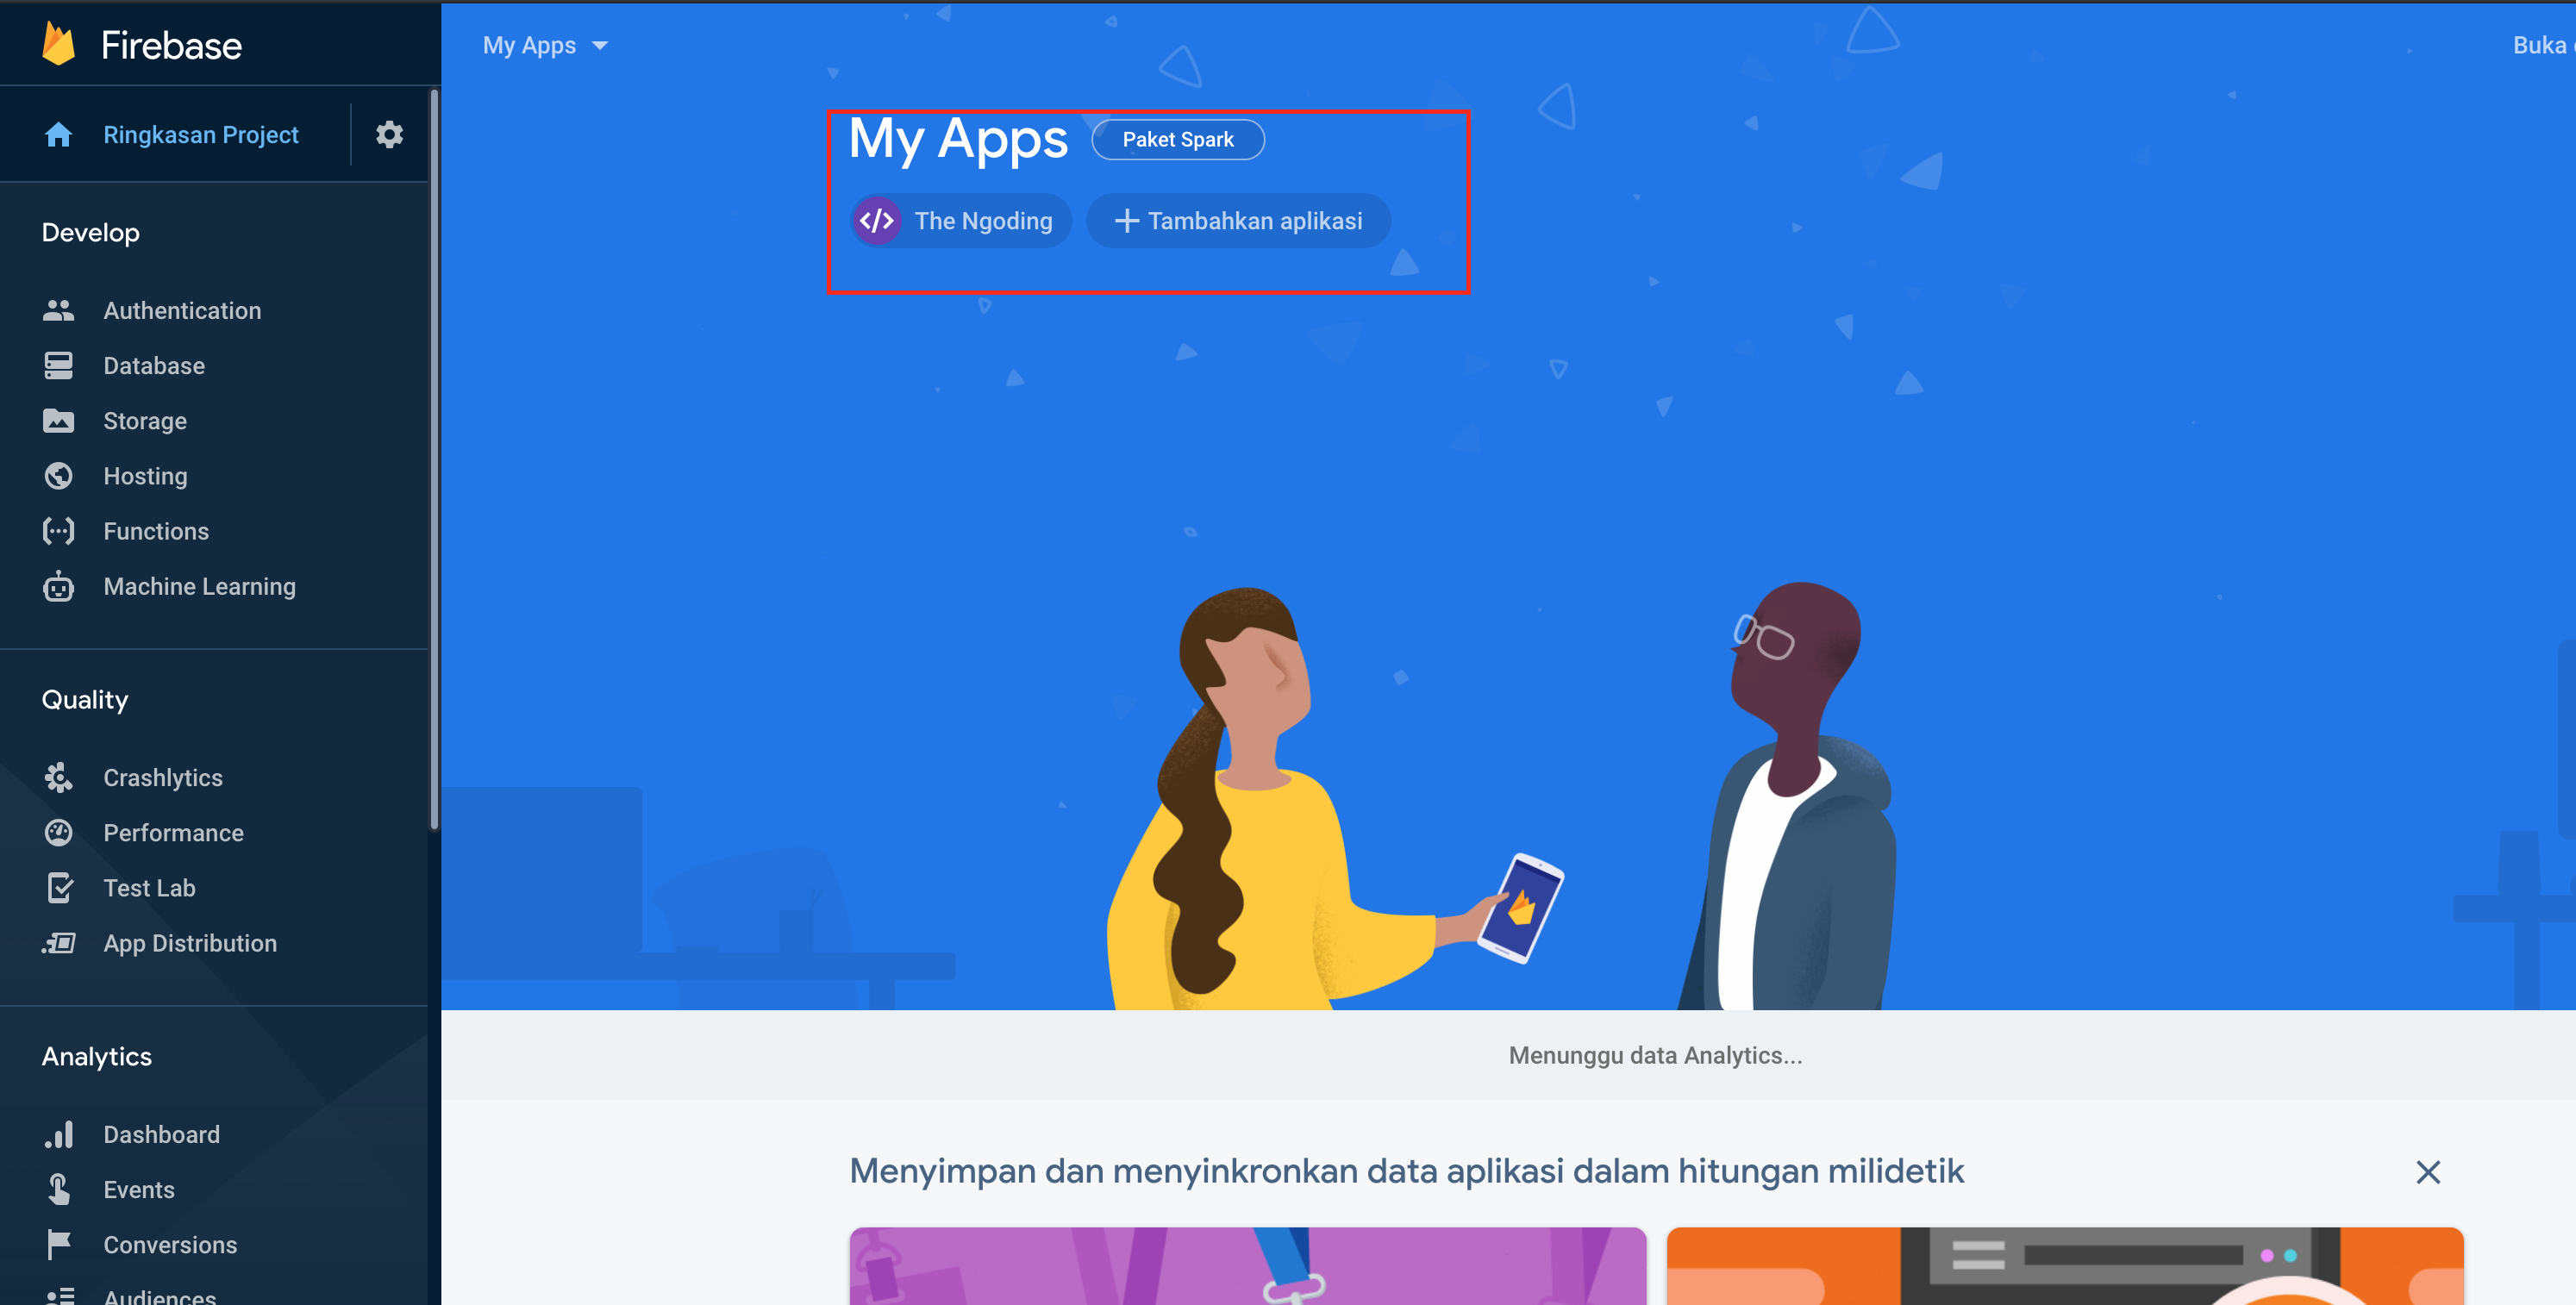 Firebase
Ringkasan Project
Develop
Authentication
Database
Storage
Hosting
Functions
Machine Learning
Quality
Crashlytics
Performance
Test Lab
App Distribution
Analytics
Dashboard
Events
Conversions
Audiences
My Apps
Buka
My Apps
Paket Spark
</> The Ngoding
+ Tambahkan aplikasi
Menunggu data Analytics...
Menyimpan dan menyinkronkan data aplikasi dalam hitungan milidetik